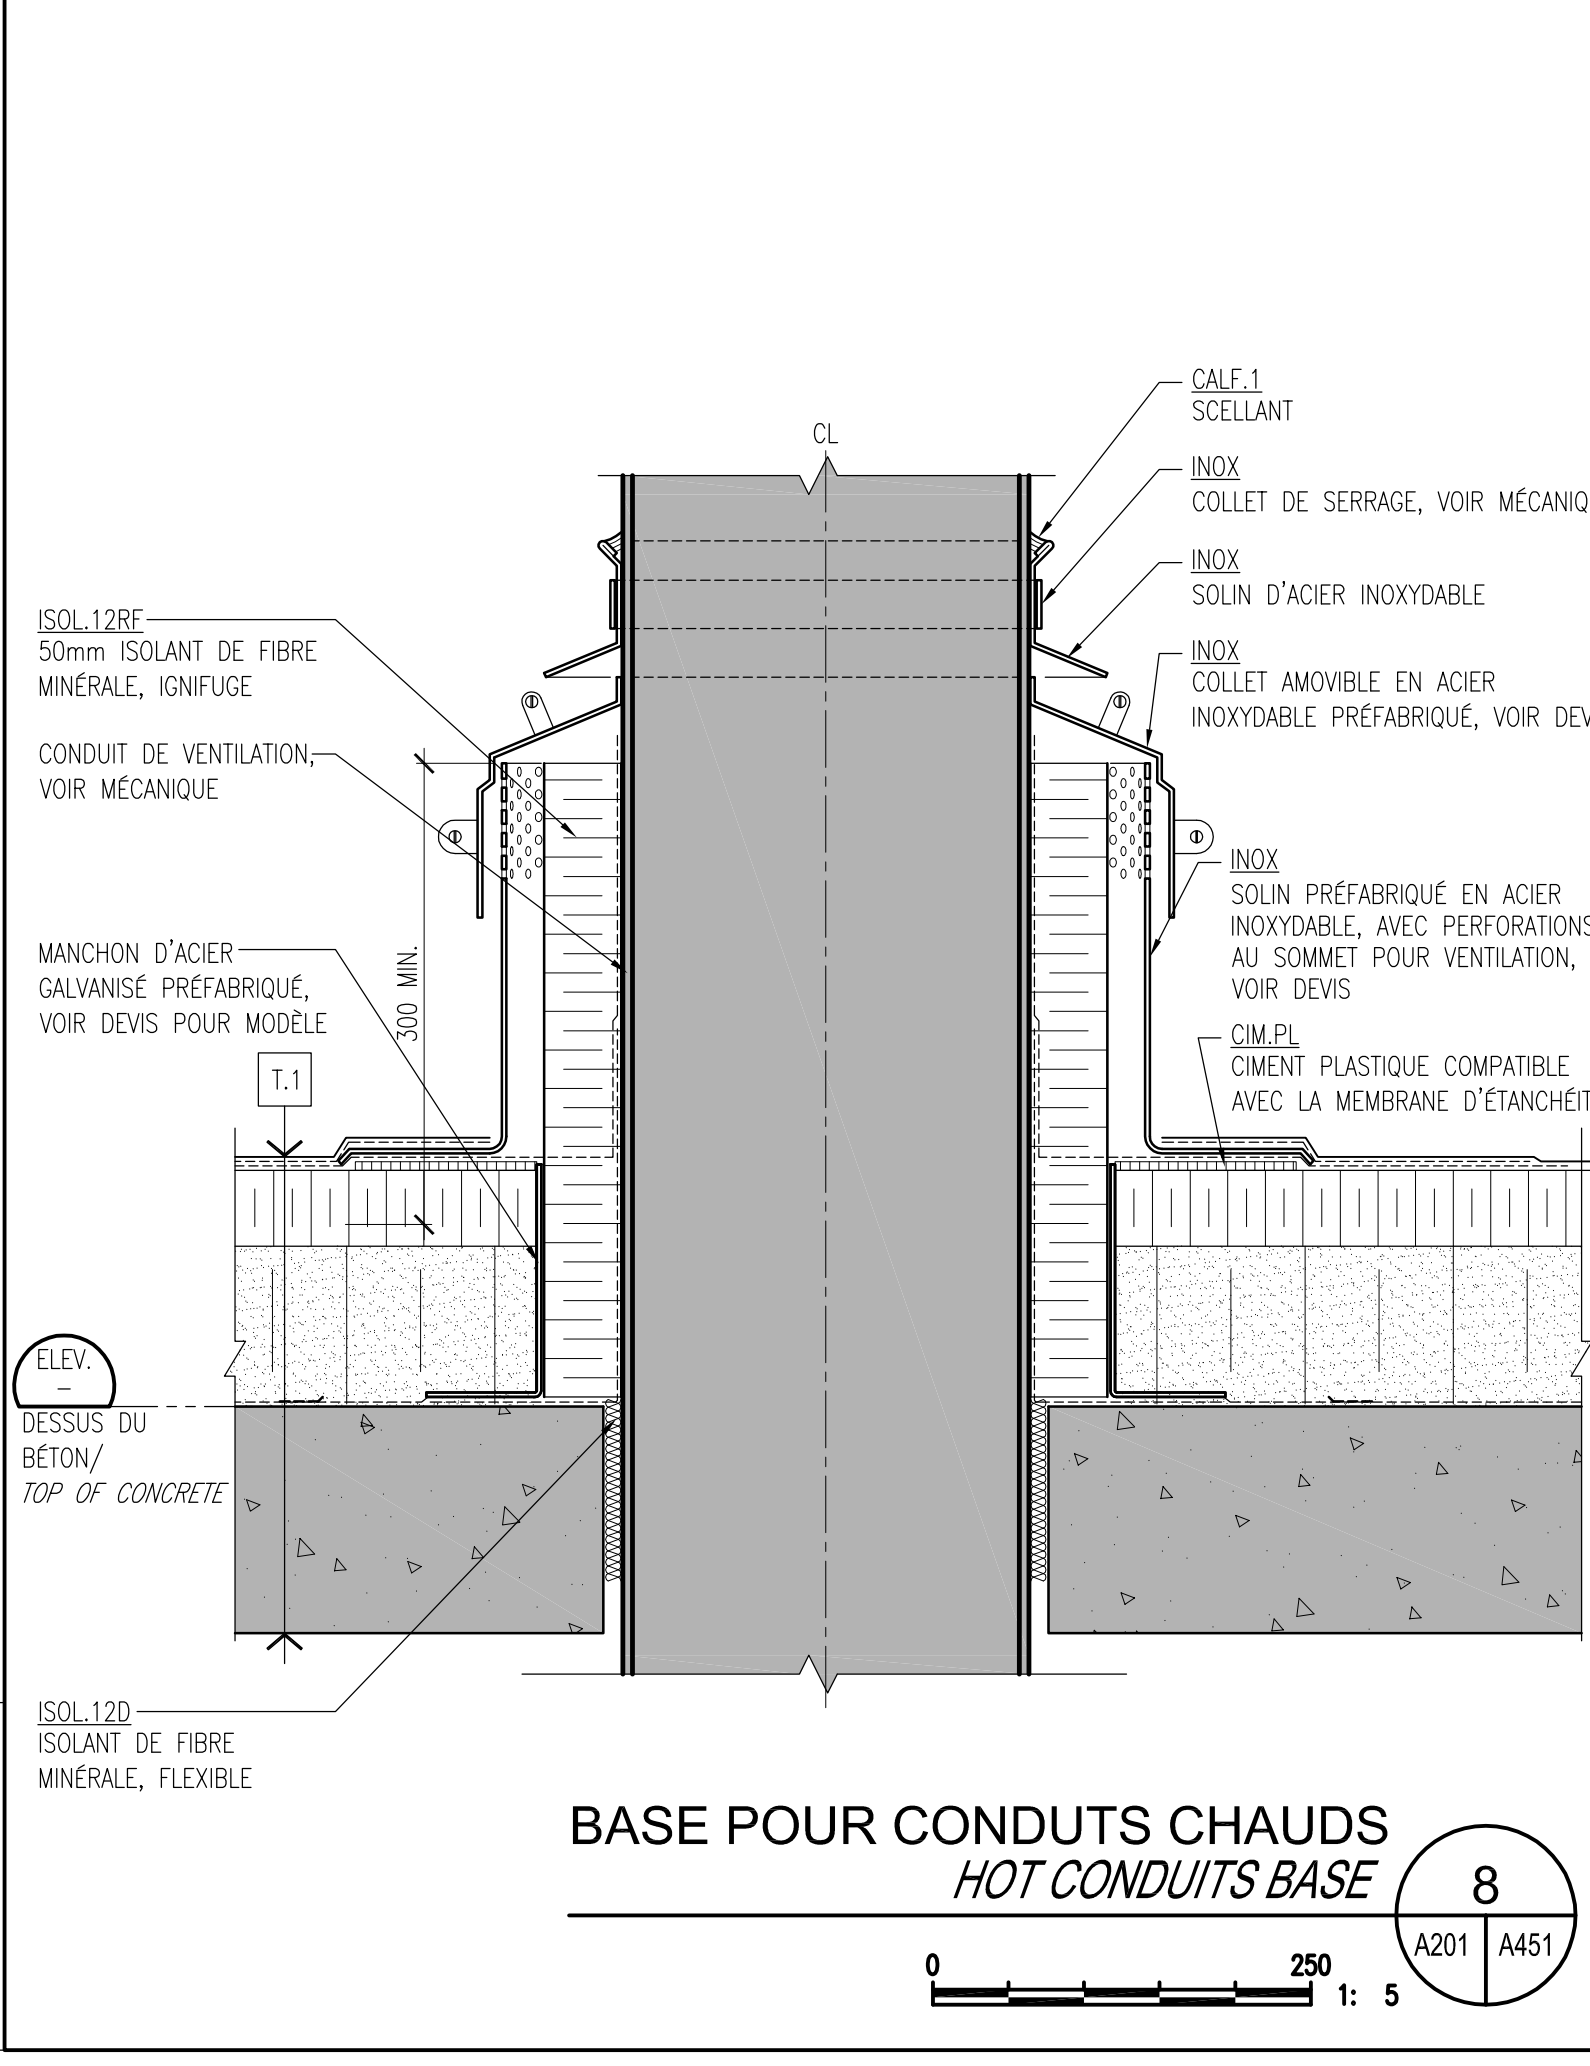 CALF.1
SCELLANT
CL
INOX
COLLET DE SERRAGE, VOIR
INOX
SOLIN D'ACIER INOXYDABLE
ISOL.12RF
50mm ISOLANT DE FIBRE
MINÉRALE, IGNIFUGE
INOX
COLLET AMOVIBLE EN ACIER
INOXYDABLE PRÉFABRIQUÉ, VOIR
CONDUIT DE VENTILATION,
VOIR MÉCANIQUE
INOX
SOLIN PRÉFABRIQUÉ EN ACIER
INOXYDABLE, AVEC PERFORATIONS
AU SOMMET POUR VENTILATION,
VOIR DEVIS
MANCHON D'ACIER
GALVANISÉ PRÉFABRIQUÉ,
VOIR DEVIS POUR MODÈLE
300 MIN.
CIM.PL
CIMENT PLASTIQUE COMPATIBLE
AVEC LA MEMBRANE
T.1
ELEV.
-
DESSUS DU
BÉTON/
TOP OF CONCRETE
ISOL.12D
ISOLANT DE FIBRE
MINÉRALE, FLEXIBLE
BASE POUR CONDUTS CHAUDS
HOT CONDUITS BASE
8
A201 A451
0 250
1: 5